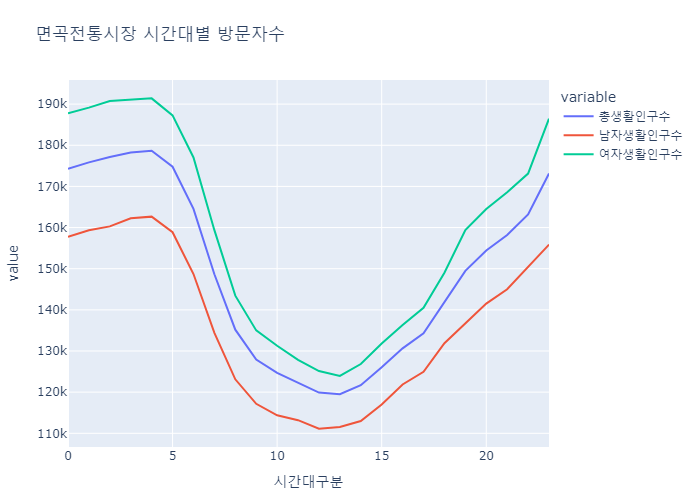 면곡전통시장 시간대별 방문자수
190k
180k
170k
160k
150k
140k
130k
120k
110k
value
0 5 10 15 20
시간대구분
variable
총생활인구수
남자생활인구수
여자생활인구수